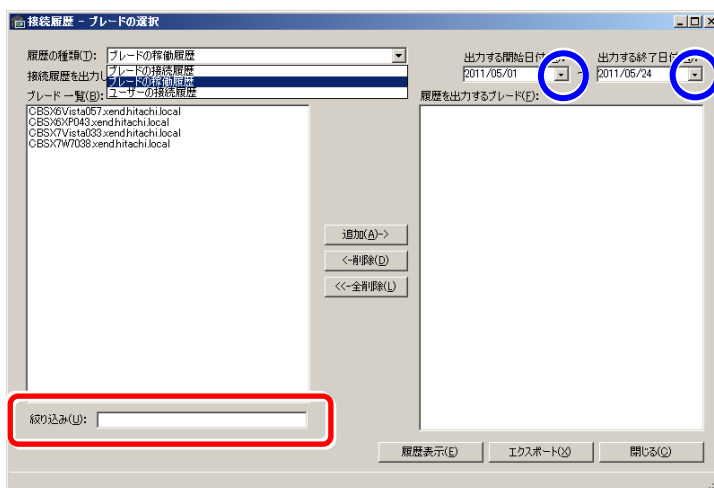 接続履歴 - ブレードの選択
履歴の種類(T):
ブレードの稼働履歴
ブレードの接続履歴
ブレードの稼働履歴
ユーザーの接続履歴
出力する開始日付
出力する終了日付
接続履歴を出力し
2011/05/01
~
2011/05/24
ブレード 一覧(B):
履歴を出力するブレード(F):
CBSX6Vista057.xend.hitachi.local
CBSX6XP043.xend.hitachi.local
CBSX7Vista033.xend.hitachi.local
CBSX7W7038.xend.hitachi.local
追加(A)->
<-削除(D)
<<-全削除(L)
絞り込み(U):
履歴表示(E)
エクスポート(X)
閉じる(C)